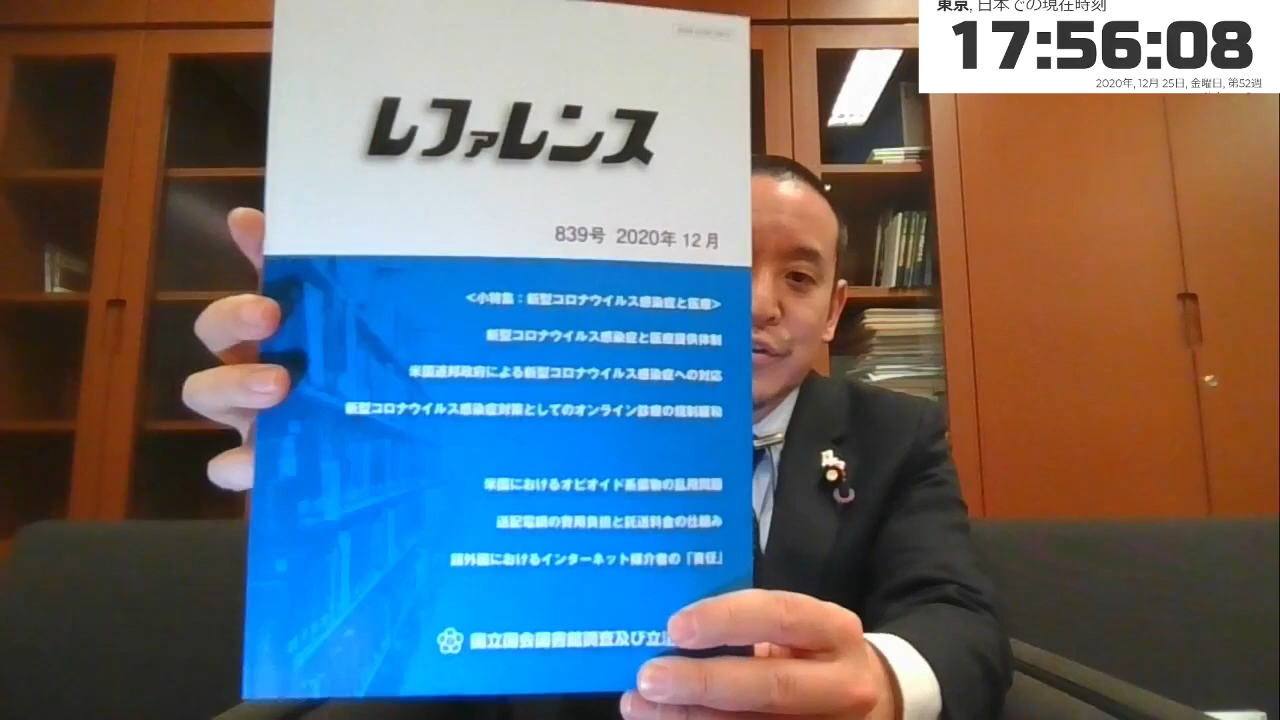 東京, 日本での現在時刻
17:56:08
2020年, 12月 25日, 金曜日, 第52週
レファレンス
839号 2020年 12月
<小特集：新型コロナウイルス感染症と医療>
新型コロナウイルス感染症と医療提供体制
米国連邦政府による新型コロナウイルス感染症への対応
新型コロナウイルス感染症対策としてのオンライン診療の規制緩和
米国におけるオピオイド系薬物の乱用問題
送配電網の費用負担と託送料金の仕組み
諸外国におけるインターネット媒介者の「責任」
国立国会図書館調査及び立法